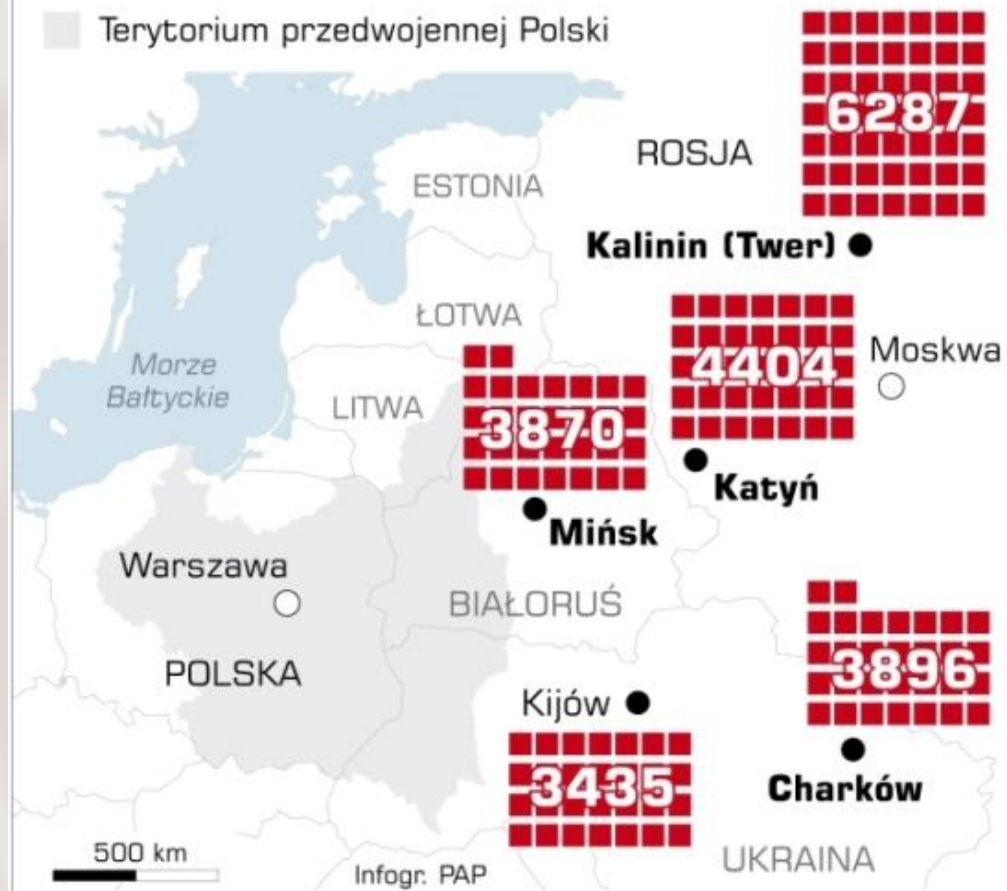 Terytorium przedwojennej Polski
6287
ROSJA
ESTONIA
Kalinin (Twer)
ŁOTWA
4404
Moskwa
Morze
Bałtyckie
LITWA
3870
Katyń
Mińsk
Warszawa
BIAŁORUŚ
POLSKA
3896
Kijów
3435
Charków
500 km
Infogr. PAP
UKRAINA